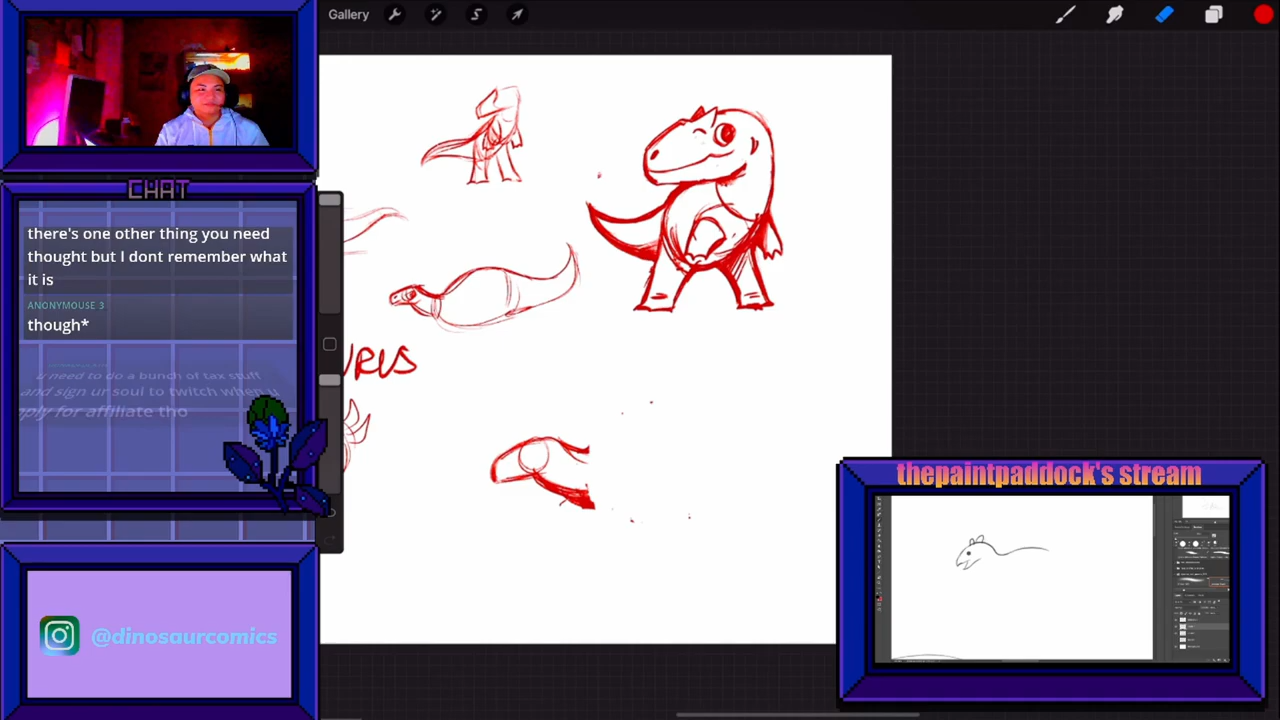 Gallery
CHAT
there's one other thing you need
thought but I dont remember what
it is
ANONYMOUSE 3
though*
u need to do a bunch of tax stuff
and sign ur soul to twitch when u
ply for affiliate tho
URUS
thepaintpaddock's stream
@dinosaurcomics